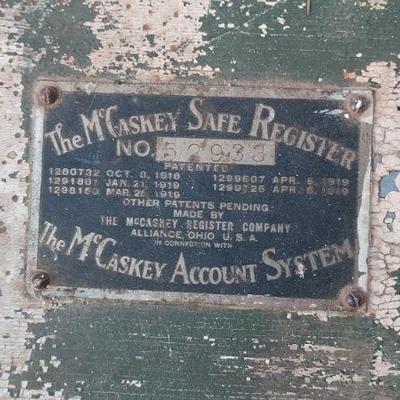 The McCaskey Safe Register
NO. 52938
PATENTED
1280732 OCT. 8, 1918 1299607 APR. 8, 1919
1291881 JAN. 21, 1919 1299725 APR. 8, 1919
1298150 MAR. 25, 1919
OTHER PATENTS PENDING
MADE BY
THE McCASKEY REGISTER COMPANY
ALLIANCE, OHIO U.S.A.
IN CONNECTION WITH
The McCaskey Account System